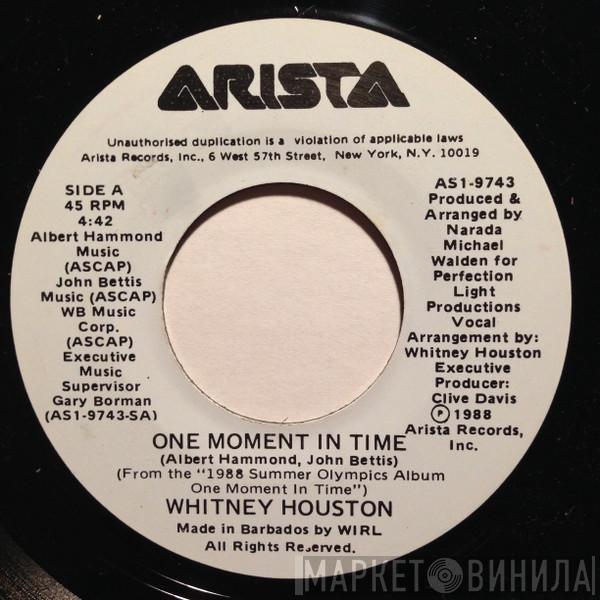 ARISTA
Unauthorised duplication is a violation of applicable laws
Arista Records, Inc., 6 West 57th Street, New York, N.Y. 10019
SIDE A
45 RPM
4:42
Albert Hammond
Music
(ASCAP)
John Bettis
Music (ASCAP)
WB Music
Corp.
(ASCAP)
Executive
Music
Supervisor
Gary Borman
(AS1-9743-SA)
AS1-9743
Produced &
Arranged by
Narada
Michael
Walden for
Perfection
Light
Productions
Vocal
Arrangement by:
Whitney Houston
Executive
Producer:
Clive Davis
℗ 1988
Arista Records,
Inc.
ONE MOMENT IN TIME
(Albert Hammond, John Bettis)
(From the "1988 Summer Olympics Album
One Moment In Time")
WHITNEY HOUSTON
Made in Barbados by WIRL
All Rights Reserved.
МАРКЕТ ВИНИЛА